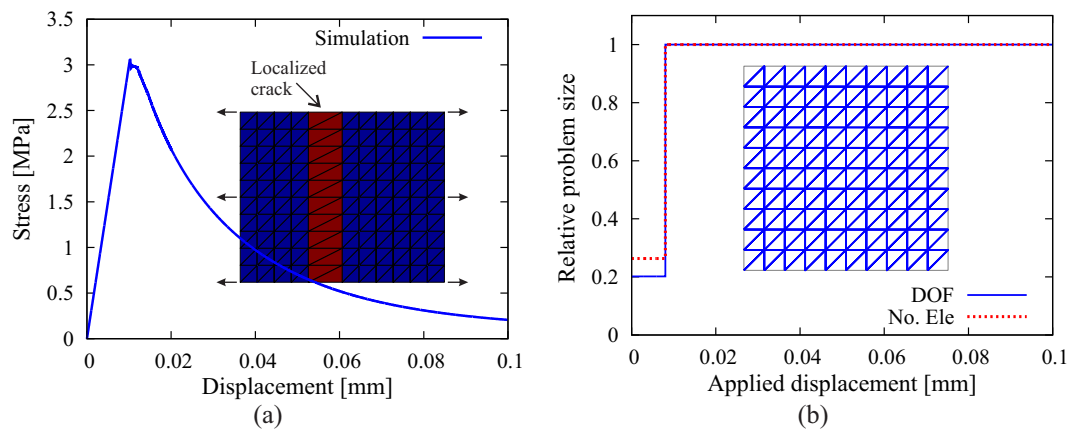 3.5
3
2.5
2
1.5
1
0.5
0
Stress [MPa]
Simulation
Localized
crack
0 0.02 0.04 0.06 0.08 0.1
Displacement [mm]
(a)
1
0.8
0.6
0.4
0.2
0
Relative problem size
DOF
No. Ele
0 0.02 0.04 0.06 0.08 0.1
Applied displacement [mm]
(b)